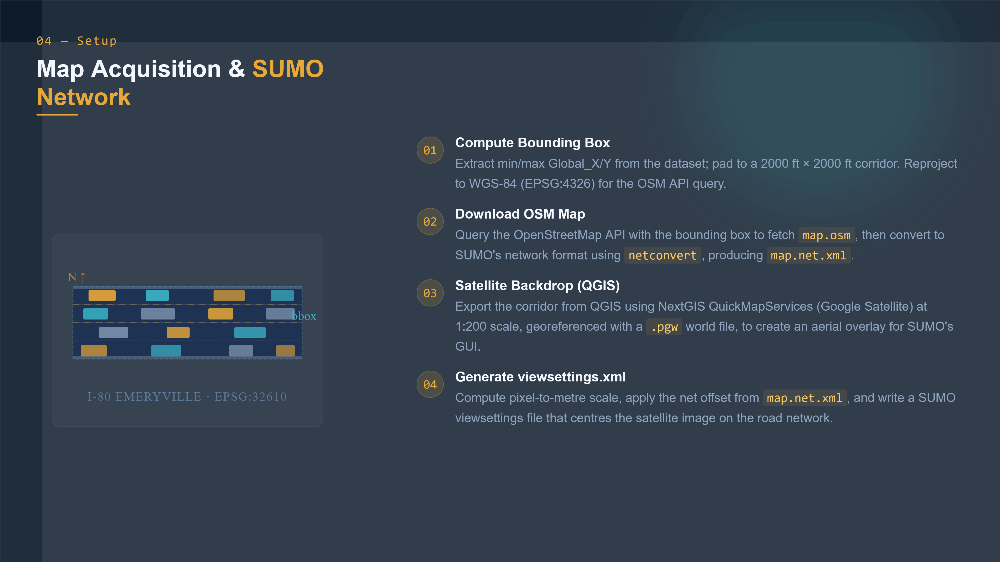 04 — Setup
Map Acquisition & SUMO
Network
N ↑
bbox
I-80 EMERYVILLE · EPSG:32610
01
Compute Bounding Box
Extract min/max Global_X/Y from the dataset; pad to a 2000 ft × 2000 ft corridor. Reproject
to WGS-84 (EPSG:4326) for the OSM API query.
02
Download OSM Map
Query the OpenStreetMap API with the bounding box to fetch map.osm, then convert to
SUMO's network format using netconvert, producing map.net.xml.
03
Satellite Backdrop (QGIS)
Export the corridor from QGIS using NextGIS QuickMapServices (Google Satellite) at
1:200 scale, georeferenced with a .pgw world file, to create an aerial overlay for SUMO's
GUI.
04
Generate viewsettings.xml
Compute pixel-to-metre scale, apply the net offset from map.net.xml, and write a SUMO
viewsettings file that centres the satellite image on the road network.